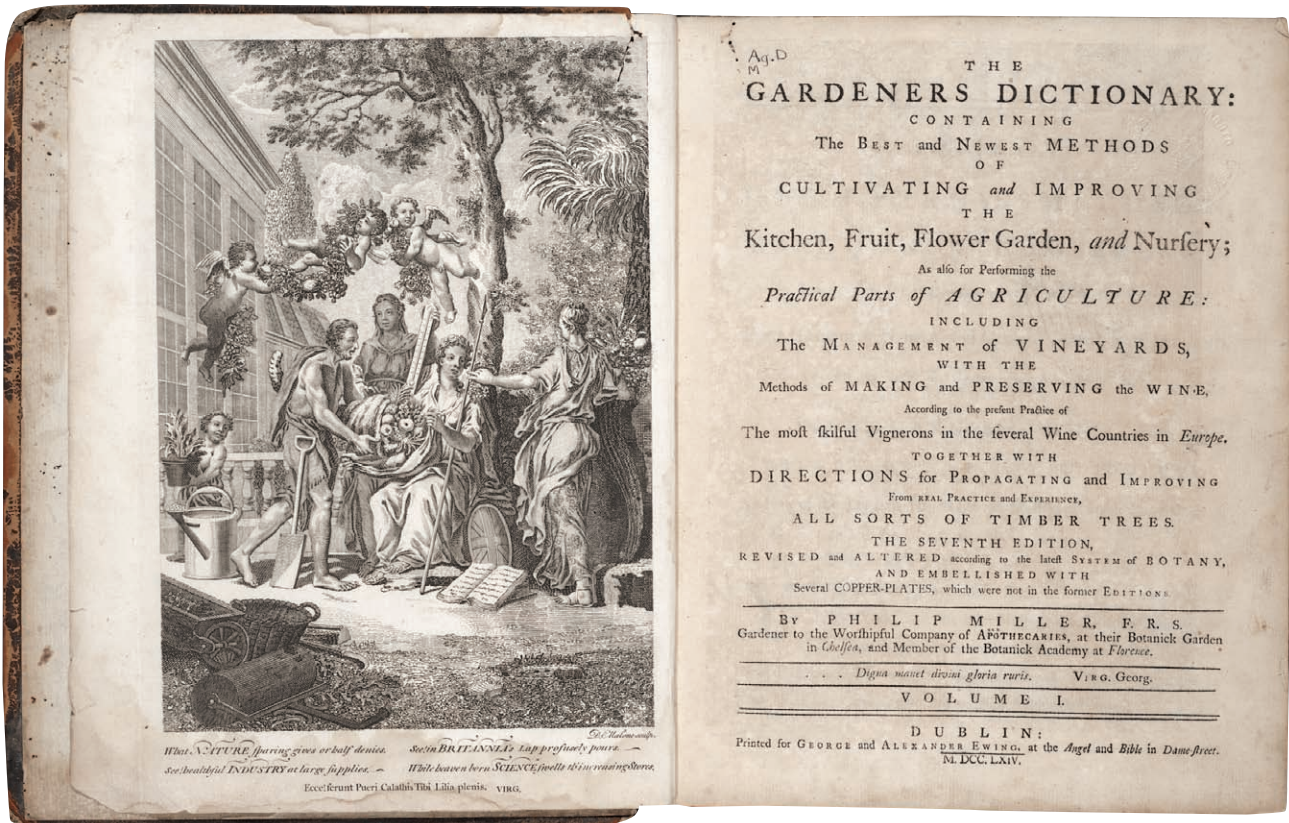 D. Malone sculp.
What NATURE sparing gives or half denies.
See! healthful INDUSTRY at large supplies.
See! in BRITANNIA's Lap profusely pours.
While heaven born SCIENCE swells th' increasing Stores.
Ecce! ferunt Pueri Calathis Tibi Lilia plenis. VIRG.
Ag.D
M
THE
GARDENERS DICTIONARY:
CONTAINING
The BEST and NEWEST METHODS
OF
CULTIVATING and IMPROVING
THE
Kitchen, Fruit, Flower Garden, and Nurſery;
As alſo for Performing the
Practical Parts of AGRICULTURE:
INCLUDING
The MANAGEMENT of VINEYARDS,
WITH THE
Methods of MAKING and PRESERVING the WINE,
According to the preſent Practice of
The moſt ſkilful Vignerons in the ſeveral Wine Countries in Europe.
TOGETHER WITH
DIRECTIONS for PROPAGATING and IMPROVING
From REAL PRACTICE and EXPERIENCE,
ALL SORTS OF TIMBER TREES.
THE SEVENTH EDITION,
REVISED and ALTERED according to the lateſt SYSTEM of BOTANY,
AND EMBELLISHED WITH
Several COPPER-PLATES, which were not in the former EDITIONS.
By PHILIP MILLER, F. R. S.
Gardener to the Worſhipful Company of APOTHECARIES, at their Botanick Garden
in Chelſea, and Member of the Botanick Academy at Florence.
. . . Digna manet divini gloria ruris. VIRG. Georg.
VOLUME I.
DUBLIN:
Printed for GEORGE and ALEXANDER EWING, at the Angel and Bible in Dame-ſtreet.
M. DCC. LXIV.